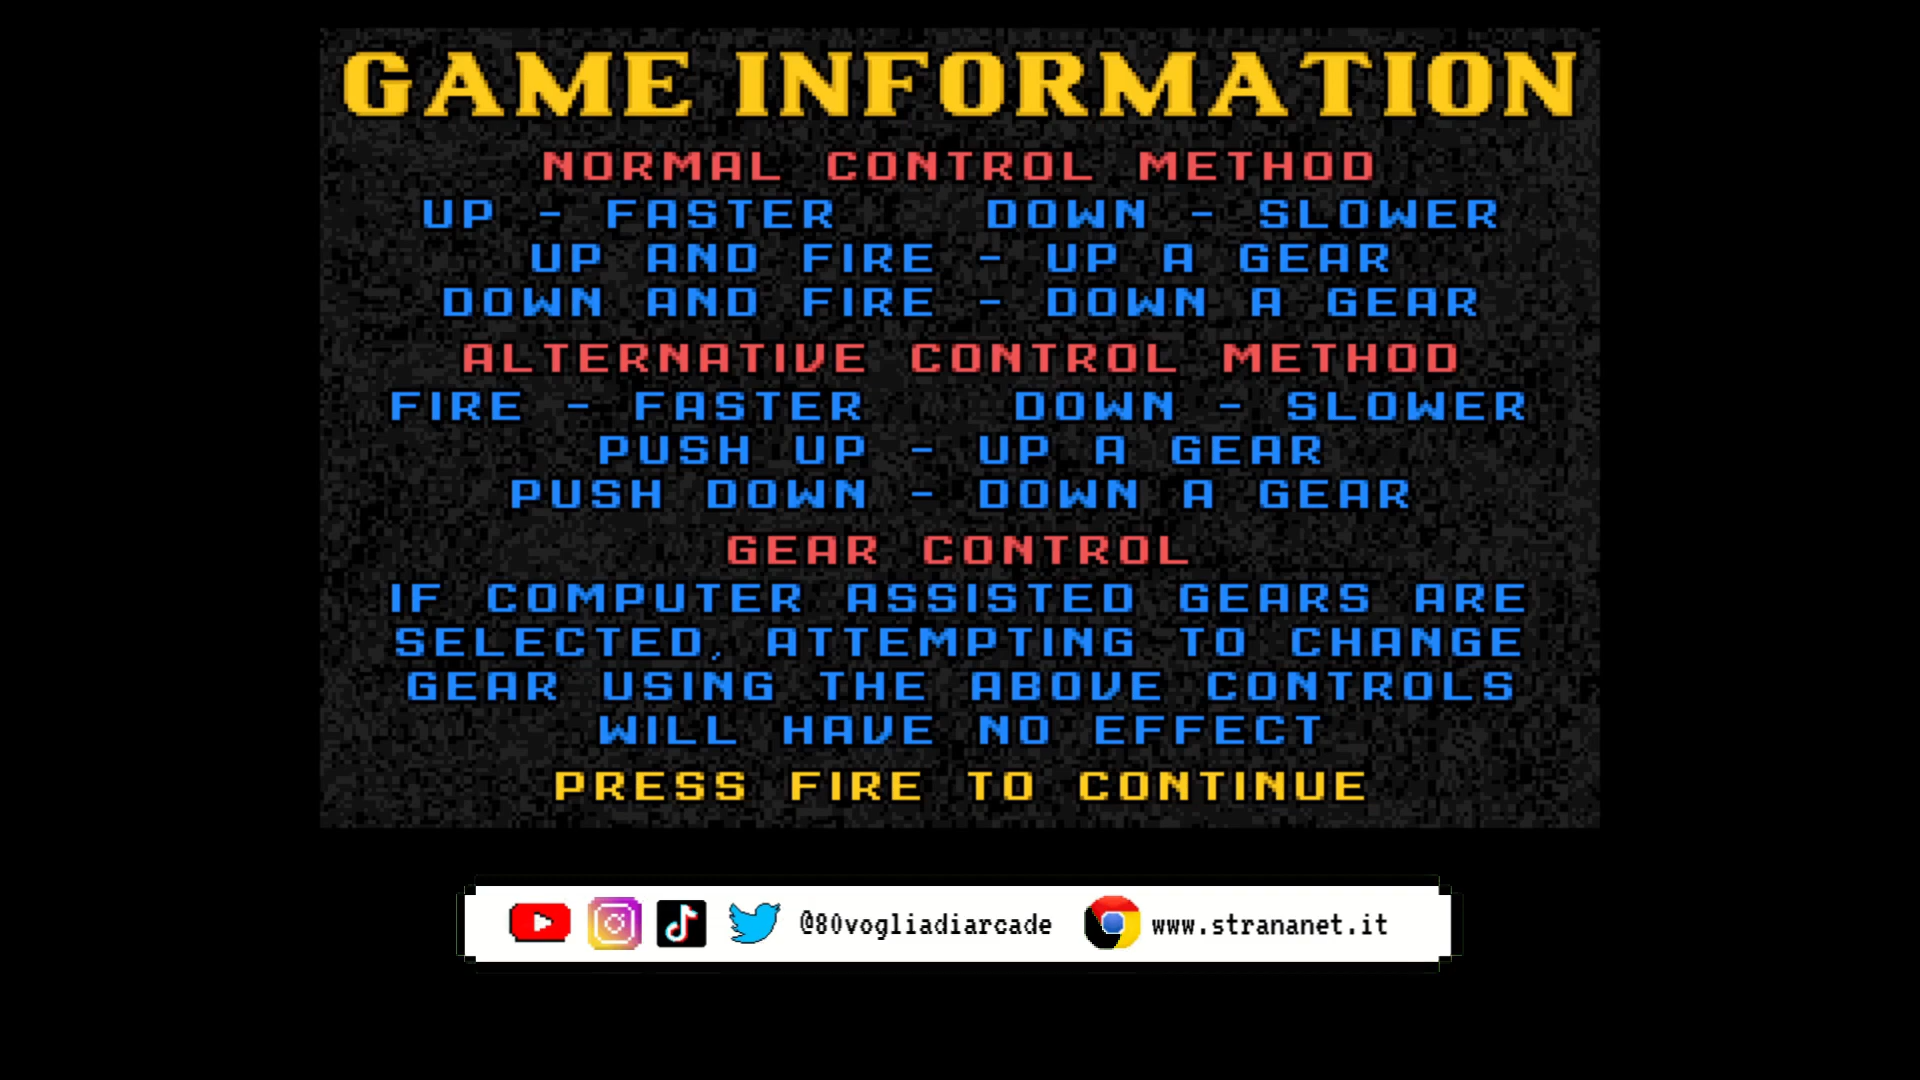 GAME INFORMATION
NORMAL CONTROL METHOD
UP - FASTER DOWN - SLOWER
UP AND FIRE - UP A GEAR
DOWN AND FIRE - DOWN A GEAR
ALTERNATIVE CONTROL METHOD
FIRE - FASTER DOWN - SLOWER
PUSH UP - UP A GEAR
PUSH DOWN - DOWN A GEAR
GEAR CONTROL
IF COMPUTER ASSISTED GEARS ARE
SELECTED, ATTEMPTING TO CHANGE
GEAR USING THE ABOVE CONTROLS
WILL HAVE NO EFFECT
PRESS FIRE TO CONTINUE
@80vogliadiarcade www.strananet.it